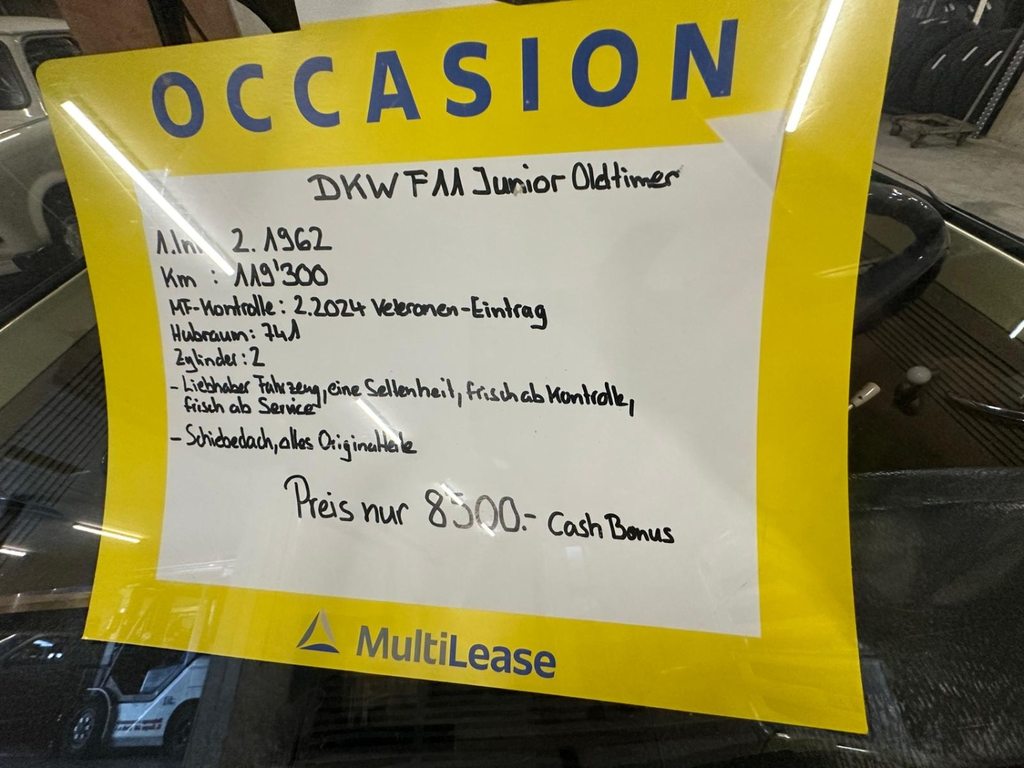 OCCASION
DKW F11 Junior Oldtimer
1.Inv 2.1962
Km : 119'300
MF-Kontrolle: 2.2024 Veteranen-Eintrag
Hubraum: 741
Zylinder: 2
- Liebhaber Fahrzeug, eine Seltenheit, frisch ab Kontrolle,
frisch ab Service
- Schiebedach, alles Originalteile
Preis nur 8500.- Cash Bonus
MultiLease